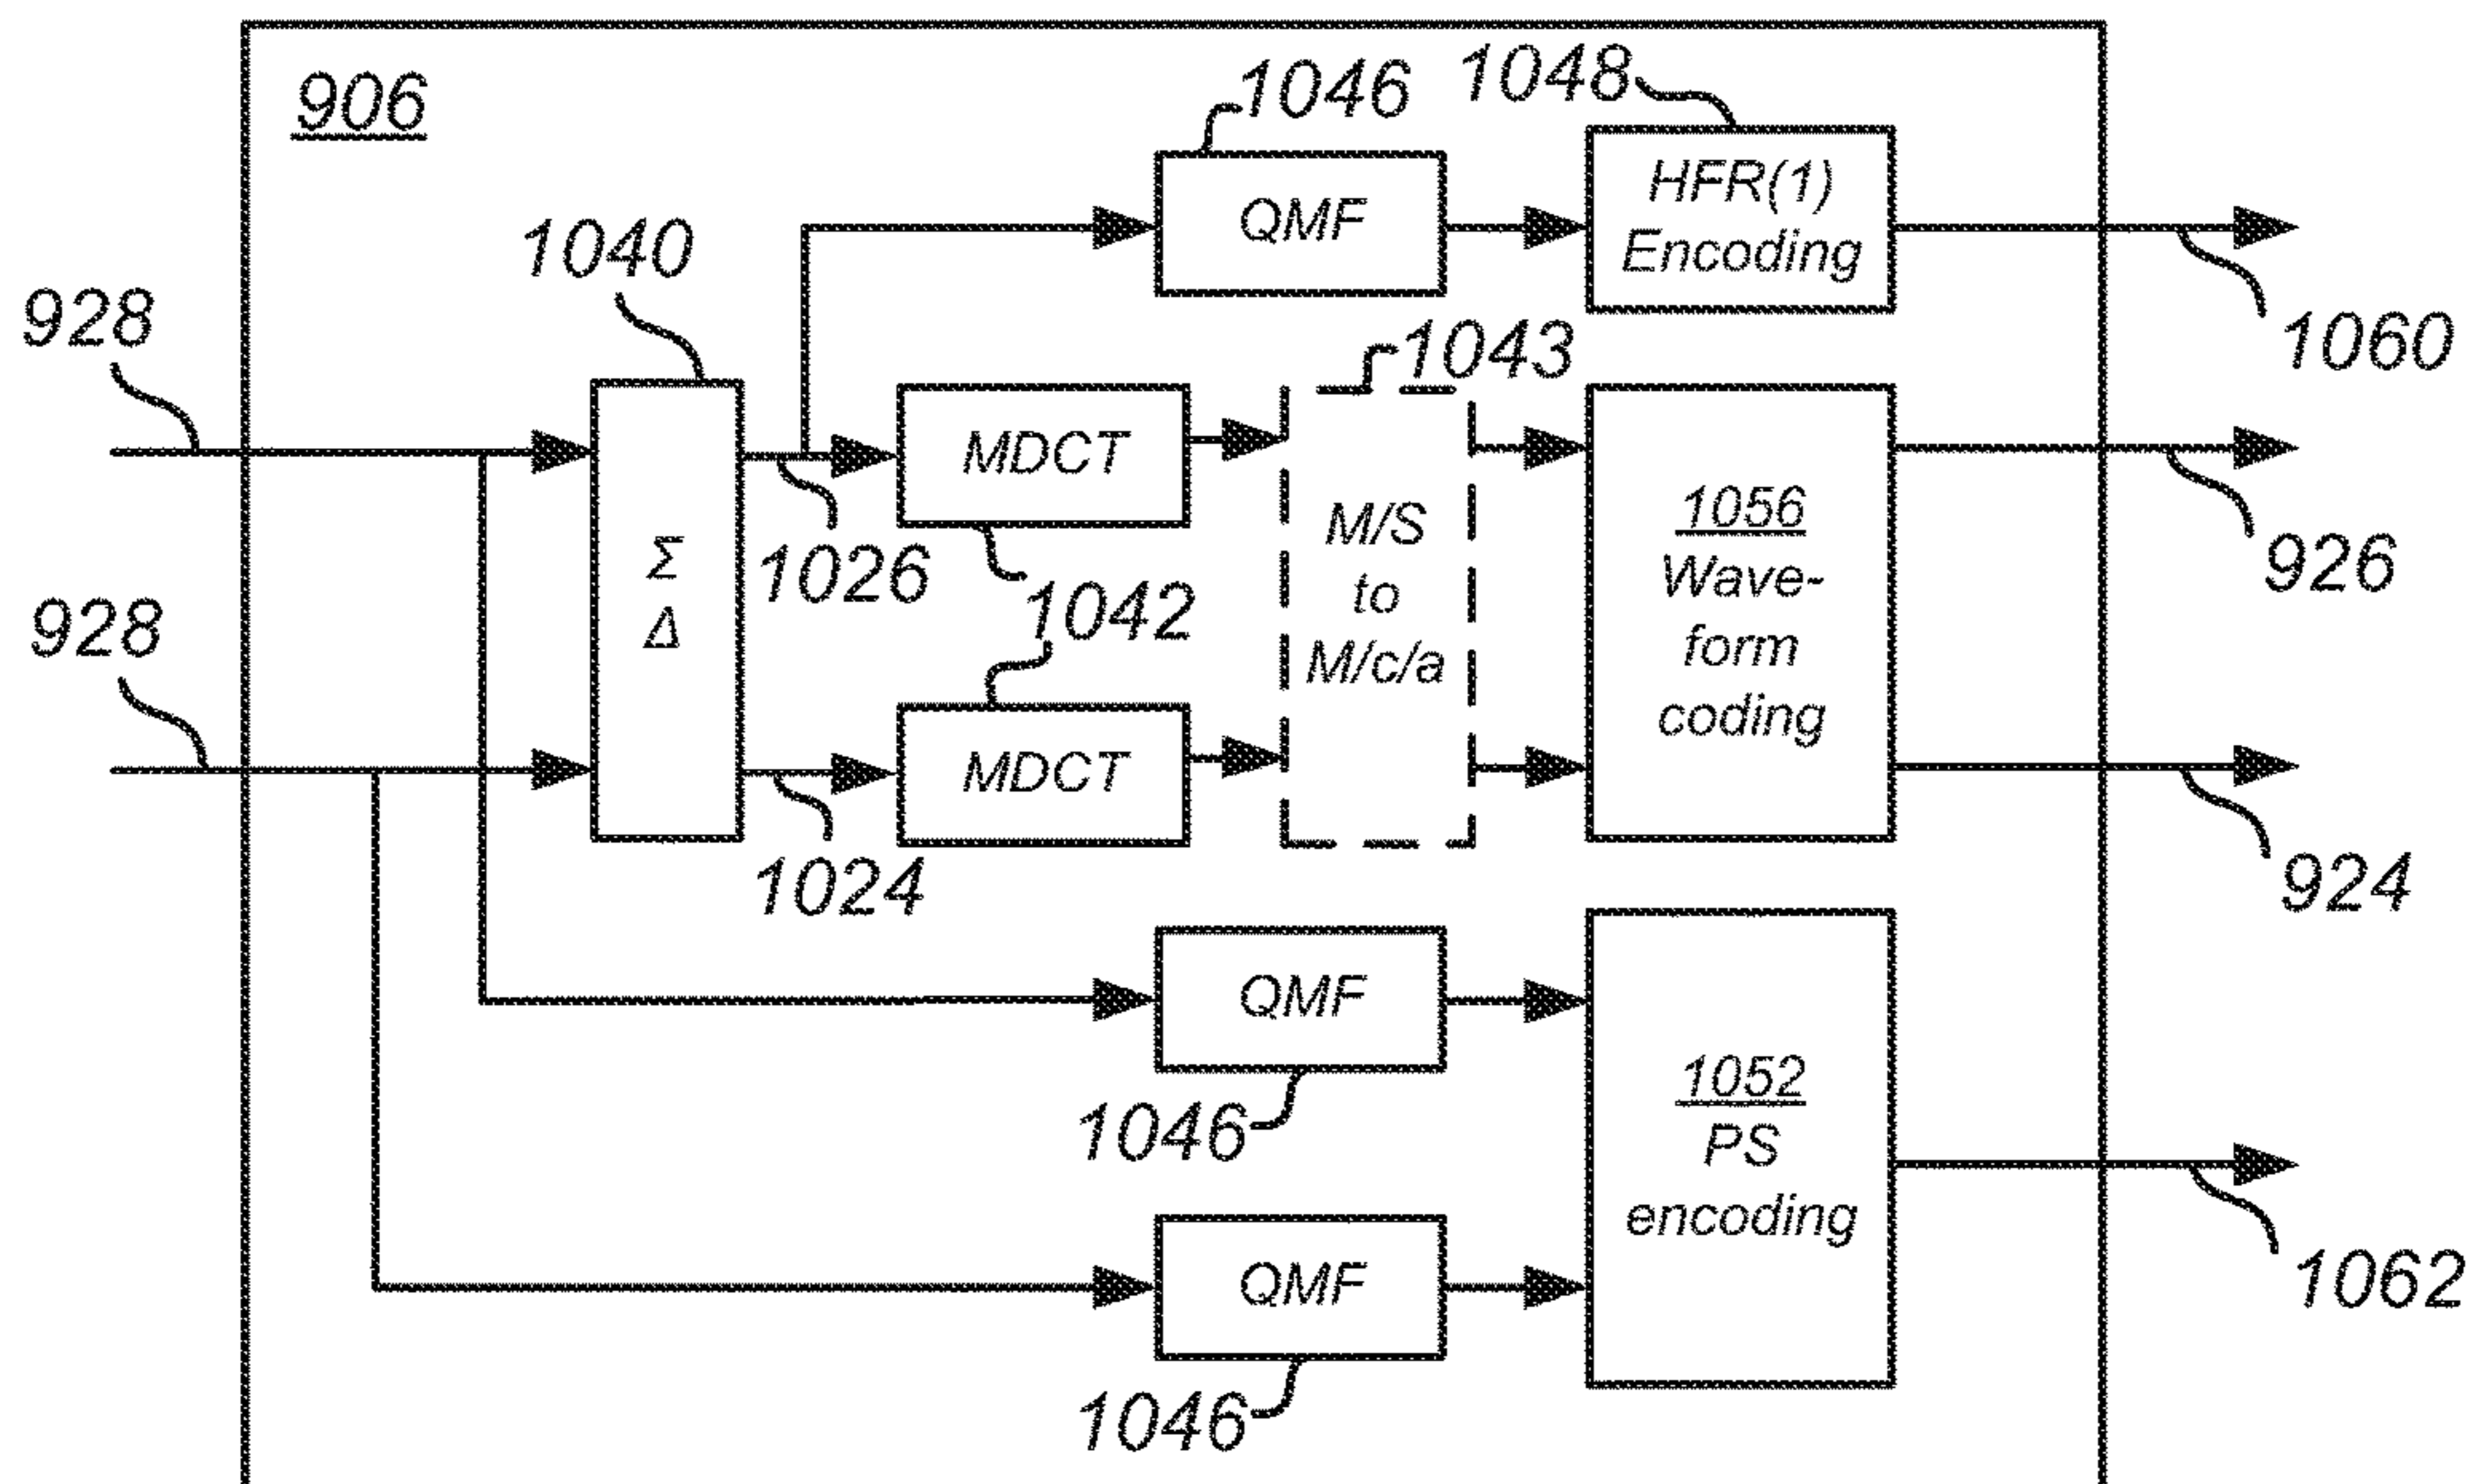 906
1046
1048
QMF
HFR(1)
Encoding
1060
1040
928
1043
MDCT
1026
1042
M/S
to
M/c/a
1056
Wave-
form
coding
926
Σ
Δ
928
MDCT
1024
924
QMF
1046
1052
PS
encoding
1062
QMF
1046